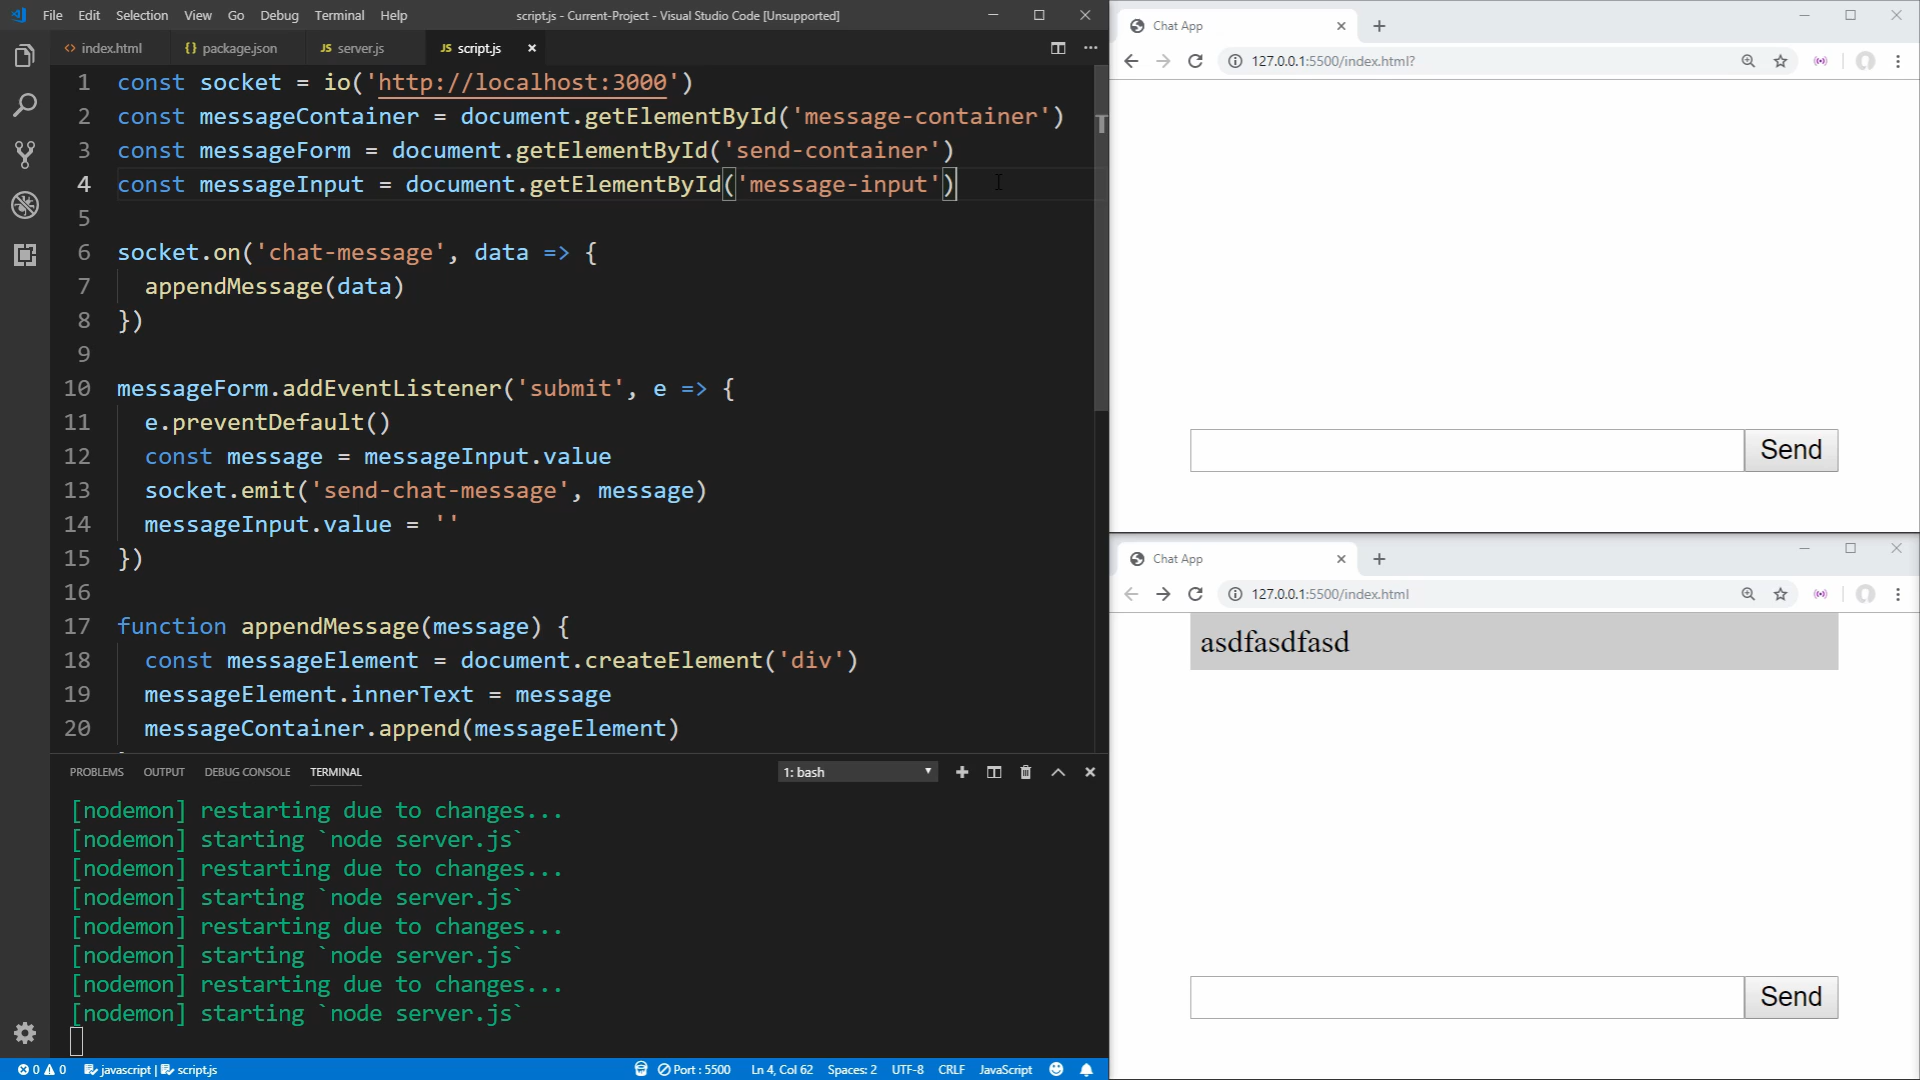 File Edit Selection View Go Debug Terminal Help script.js - Current-Project - Visual Studio Code [Unsupported]
<> index.html {} package.json JS server.js JS script.js
1 const socket = io('http://localhost:3000')
2 const messageContainer = document.getElementById('message-container')
3 const messageForm = document.getElementById('send-container')
4 const messageInput = document.getElementById('message-input')
5
6 socket.on('chat-message', data => {
7 appendMessage(data)
8 })
9
10 messageForm.addEventListener('submit', e => {
11 e.preventDefault()
12 const message = messageInput.value
13 socket.emit('send-chat-message', message)
14 messageInput.value = ''
15 })
16
17 function appendMessage(message) {
18 const messageElement = document.createElement('div')
19 messageElement.innerText = message
20 messageContainer.append(messageElement)
PROBLEMS OUTPUT DEBUG CONSOLE TERMINAL 1: bash
[nodemon] restarting due to changes...
[nodemon] starting `node server.js`
[nodemon] restarting due to changes...
[nodemon] starting `node server.js`
[nodemon] restarting due to changes...
[nodemon] starting `node server.js`
[nodemon] restarting due to changes...
[nodemon] starting `node server.js`
0 0 javascript | script.js Port : 5500 Ln 4, Col 62 Spaces: 2 UTF-8 CRLF JavaScript
Chat App
127.0.0.1:5500/index.html?
Send
Chat App
127.0.0.1:5500/index.html
asdfasdfasd
Send